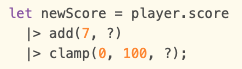 let newScore = player.score
  |> add(7, ?)
  |> clamp(0, 100, ?);